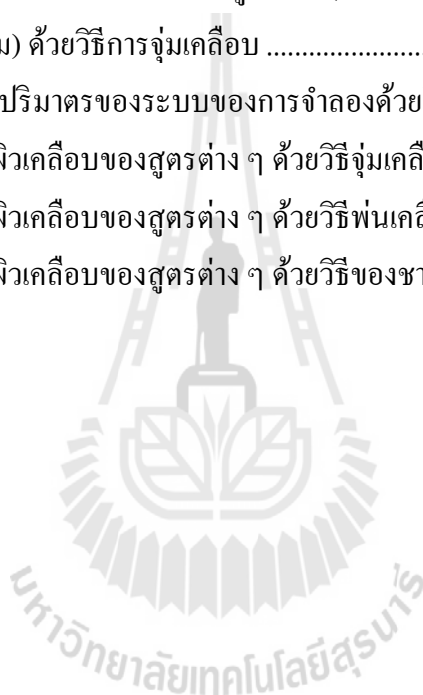 ม) ด้วยวิธีการจุ่มเคลือบ ......................
ปริมาตรของระบบของการจำลองด้วย
ผิวเคลือบของสูตรต่าง ๆ ด้วยวิธีจุ่มเคลื
ผิวเคลือบของสูตรต่าง ๆ ด้วยวิธีพ่นเคลื
ผิวเคลือบของสูตรต่าง ๆ ด้วยวิธีของชา
มหาวิทยาลัยเทคโนโลยีสุรนารี